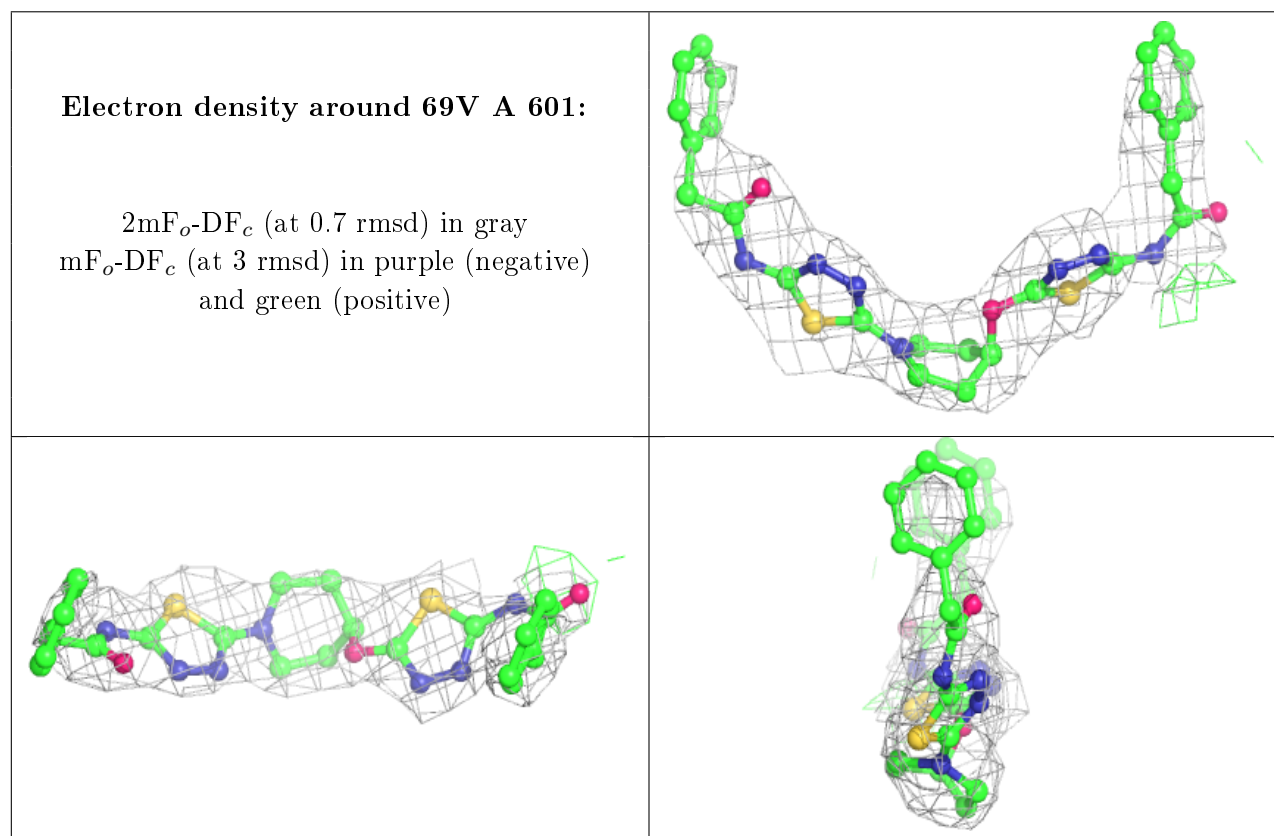 Electron density around 69V A 601:
2mFo-DFc (at 0.7 rmsd) in gray
mFo-DFc (at 3 rmsd) in purple (negative)
and green (positive)